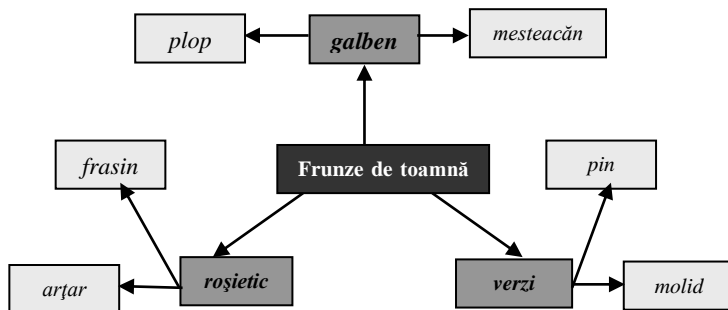 plop
galben
mesteacăn
frasin
Frunze de toamnă
pin
arţar
roşietic
verzi
molid